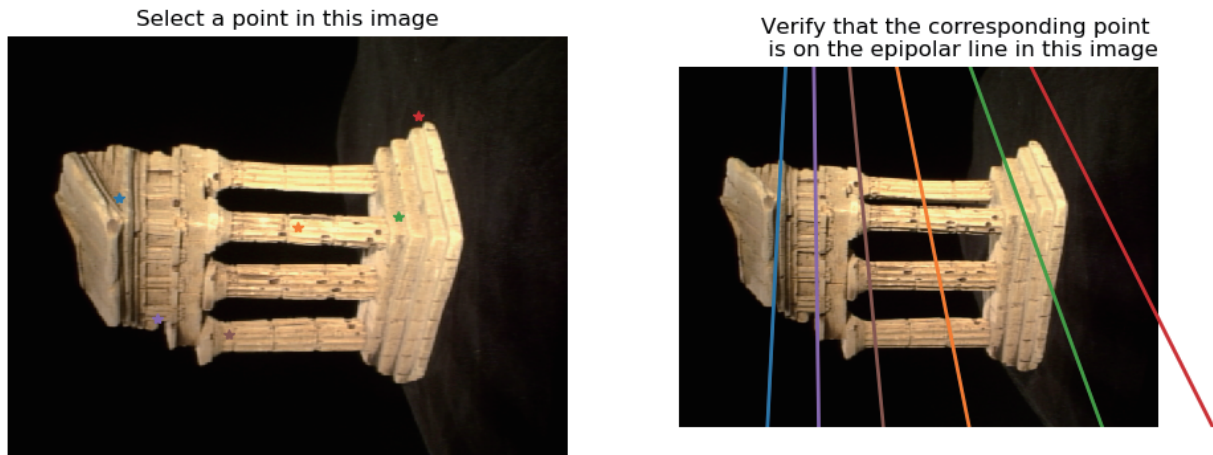 Select a point in this image
Verify that the corresponding point
is on the epipolar line in this image